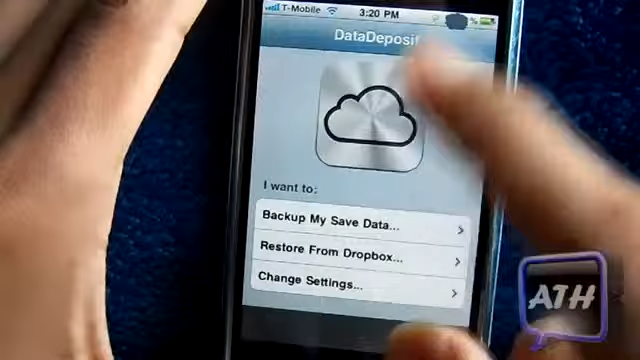 T-Mobile 3:20 PM %
DataDeposit
I want to:
Backup My Save Data...
Restore From Dropbox...
Change Settings...
ATH